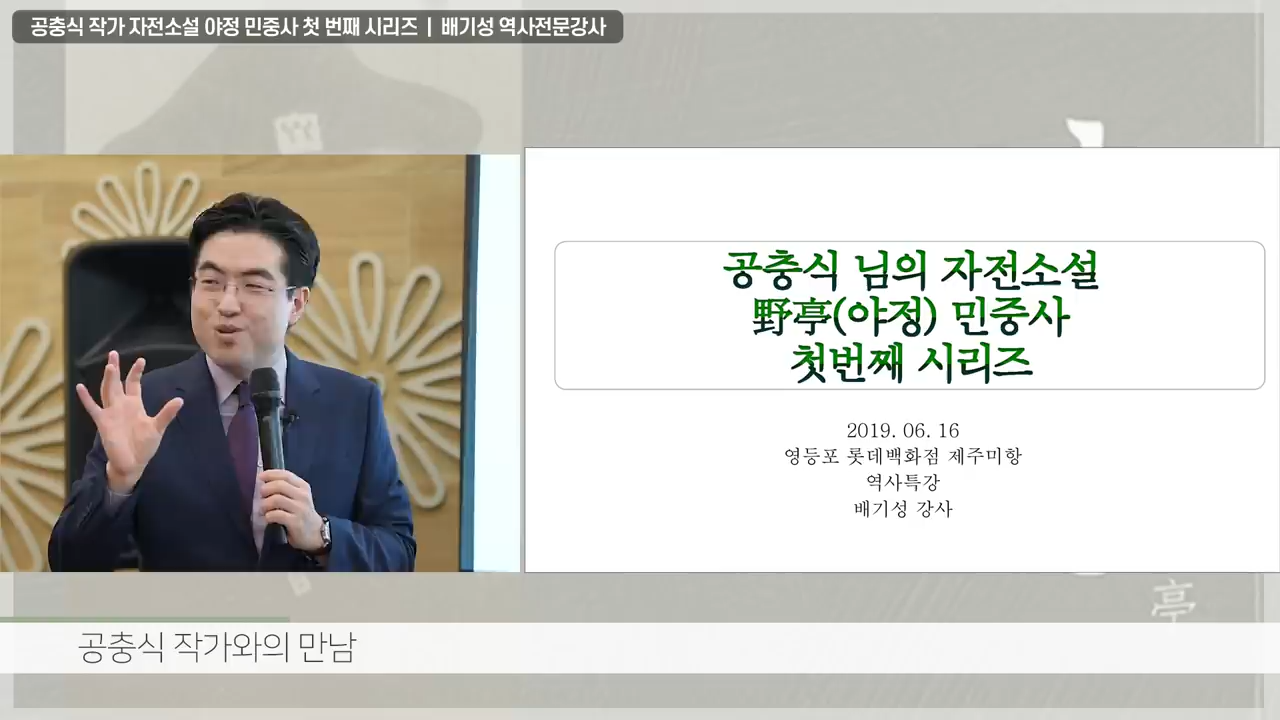 공충식 작가 자전소설 야정 민중사 첫 번째 시리즈 | 배기성 역사전문강사
공충식 님의 자전소설
野亭(야정) 민중사
첫번째 시리즈
2019. 06. 16
영등포 롯데백화점 제주미항
역사특강
배기성 강사
亭
공충식 작가와의 만남